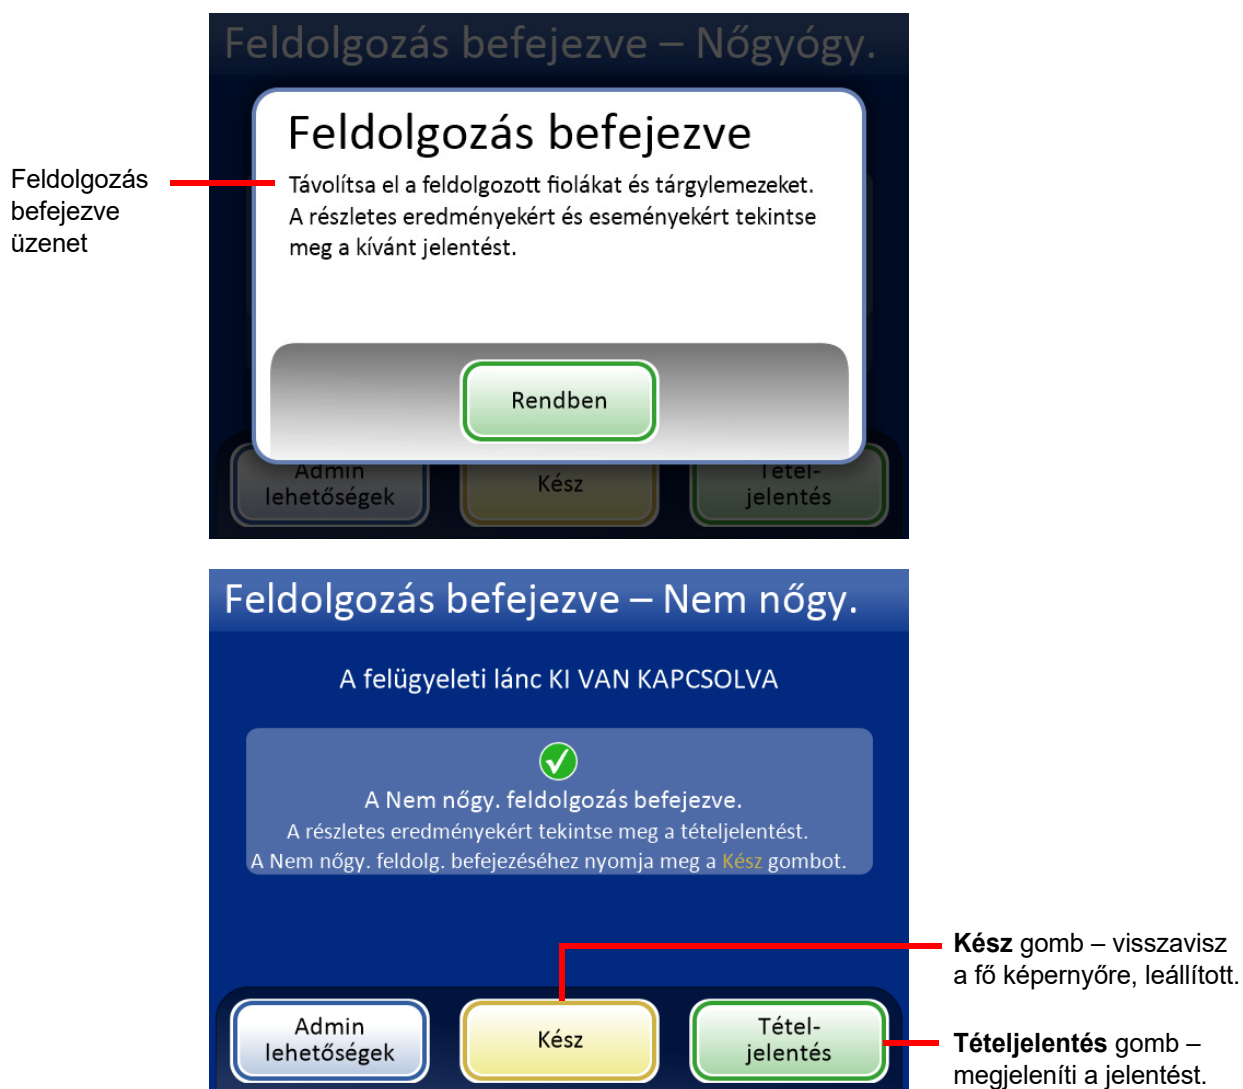 Feldolgozás befejezve – Nőgyógy.
Feldolgozás befejezve
Feldolgozás
befejezve
üzenet
Távolítsa el a feldolgozott fiolákat és tárgylemezeket.
A részletes eredményekért és eseményekért tekintse
meg a kívánt jelentést.
Rendben
Admin
lehetőségek
Kész
Tétel-
jelentés
Feldolgozás befejezve – Nem nőgy.
A felügyeleti lánc KI VAN KAPCSOLVA
A Nem nőgy. feldolgozás befejezve.
A részletes eredményekért tekintse meg a tételjelentést.
A Nem nőgy. feldolg. befejezéséhez nyomja meg a Kész gombot.
Kész gomb – visszavisz
a fő képernyőre, leállított.
Admin
lehetőségek
Kész
Tétel-
jelentés
Tételjelentés gomb –
megjeleníti a jelentést.